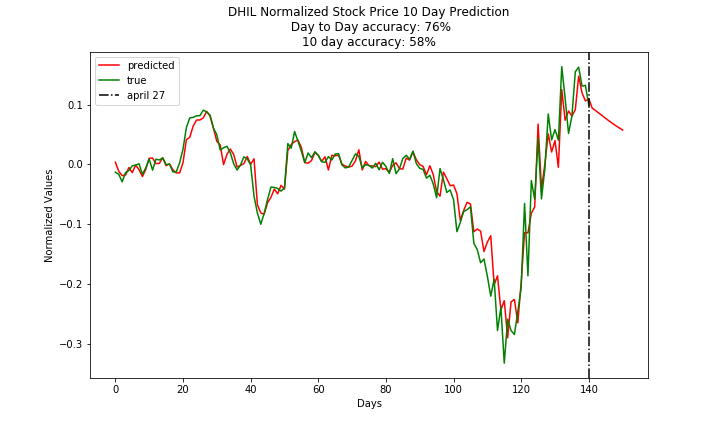 DHIL Normalized Stock Price 10 Day Prediction
Day to Day accuracy: 76%
10 day accuracy: 58%
predicted
true
april 27
Normalized Values
0.1
0.0
−0.1
−0.2
−0.3
0 20 40 60 80 100 120 140
Days